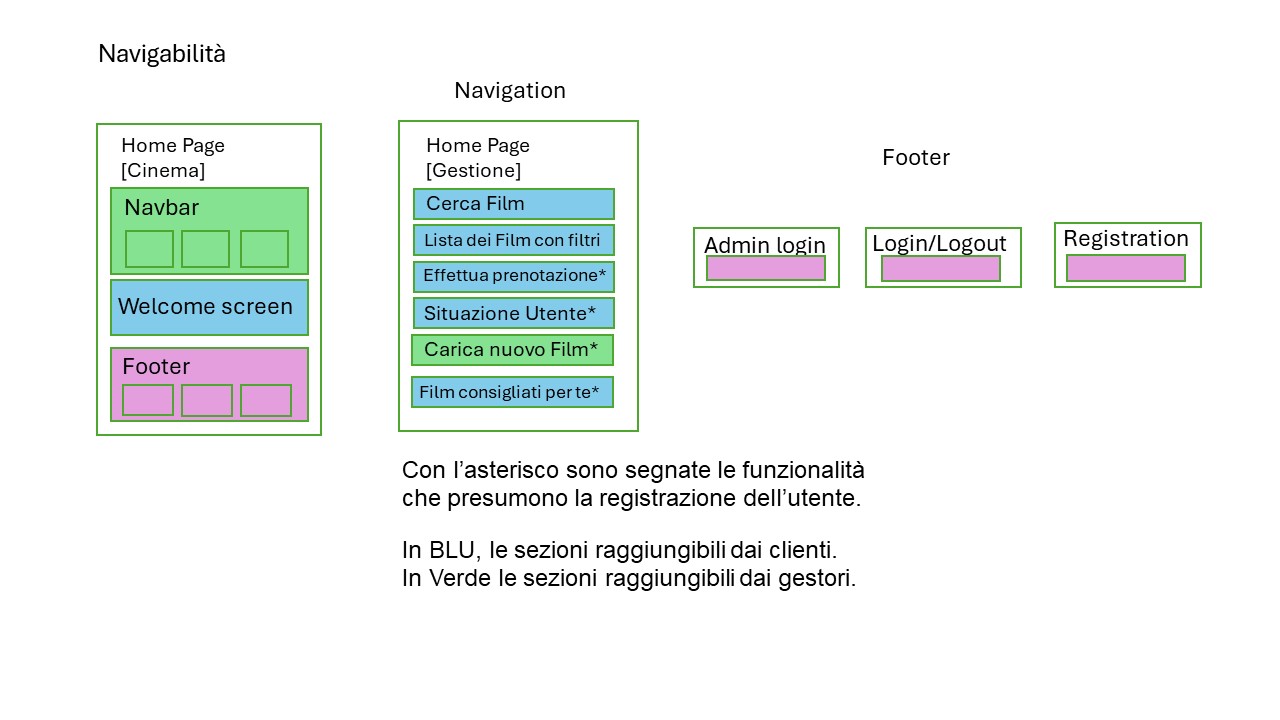 Navigabilità
Navigation
Home Page
[Cinema]
Navbar
Welcome screen
Footer
Home Page
[Gestione]
Cerca Film
Lista dei Film con filtri
Effettua prenotazione*
Situazione Utente*
Carica nuovo Film*
Film consigliati per te*
Footer
Admin login
Login/Logout
Registration
Con l’asterisco sono segnate le funzionalità
che presumono la registrazione dell’utente.
In BLU, le sezioni raggiungibili dai clienti.
In Verde le sezioni raggiungibili dai gestori.